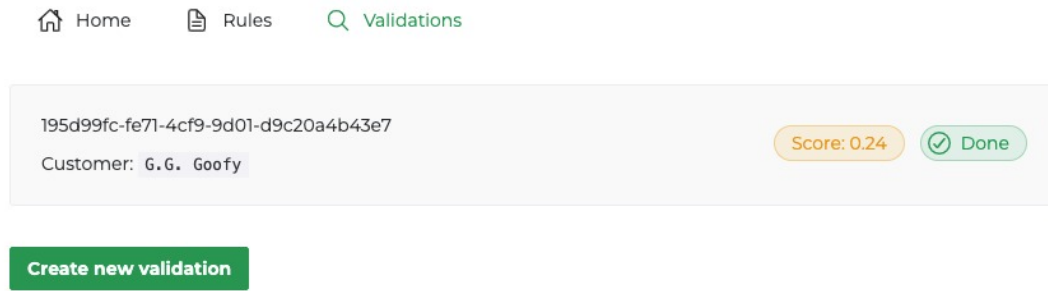 Home Rules Validations
195d99fc-fe71-4cf9-9d01-d9c20a4b43e7
Customer: G.G. Goofy
Score: 0.24 Done
Create new validation